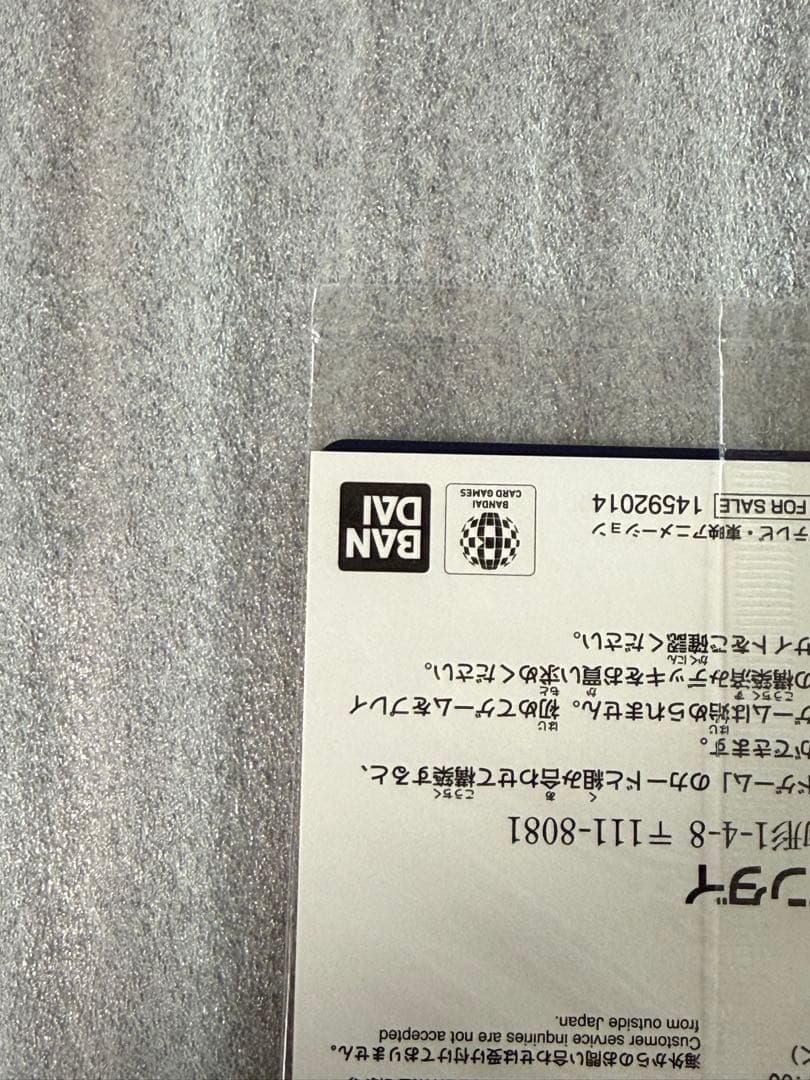 海外からのお問い合わせは受け付けておりません。
Customer service inquiries are not accepted
from outside Japan.
ンダイ
形1-4-8 〒111-8081
ドゲーム」のカードと組み合わせて構築すると、
ができます。
ゲームは始められません。初めてゲームをプレイ
の構築済みデッキをお買い求めください。
サイトをご確認ください。
テレビ・東映アニメーション
FOR SALE 14592014
BANDAI
CARD GAMES
BAN
DAI